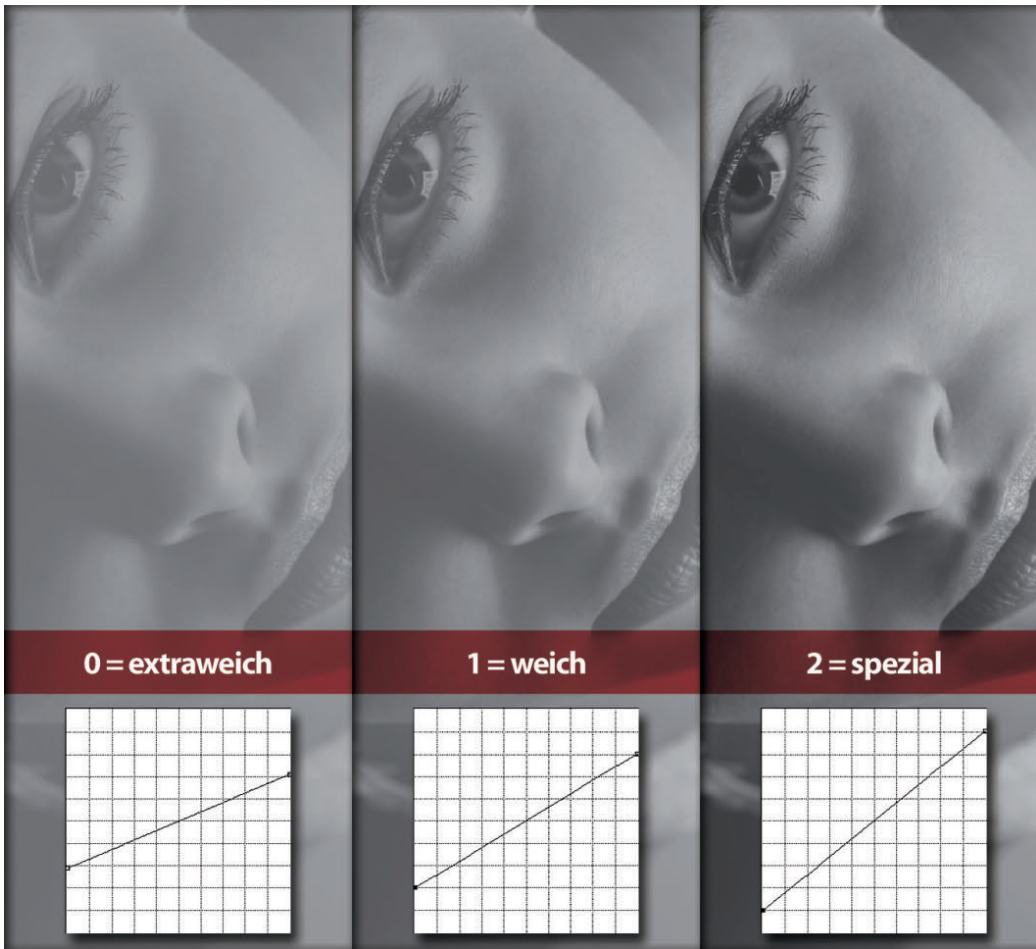 0 = extraweich
1 = weich
2 = spezial